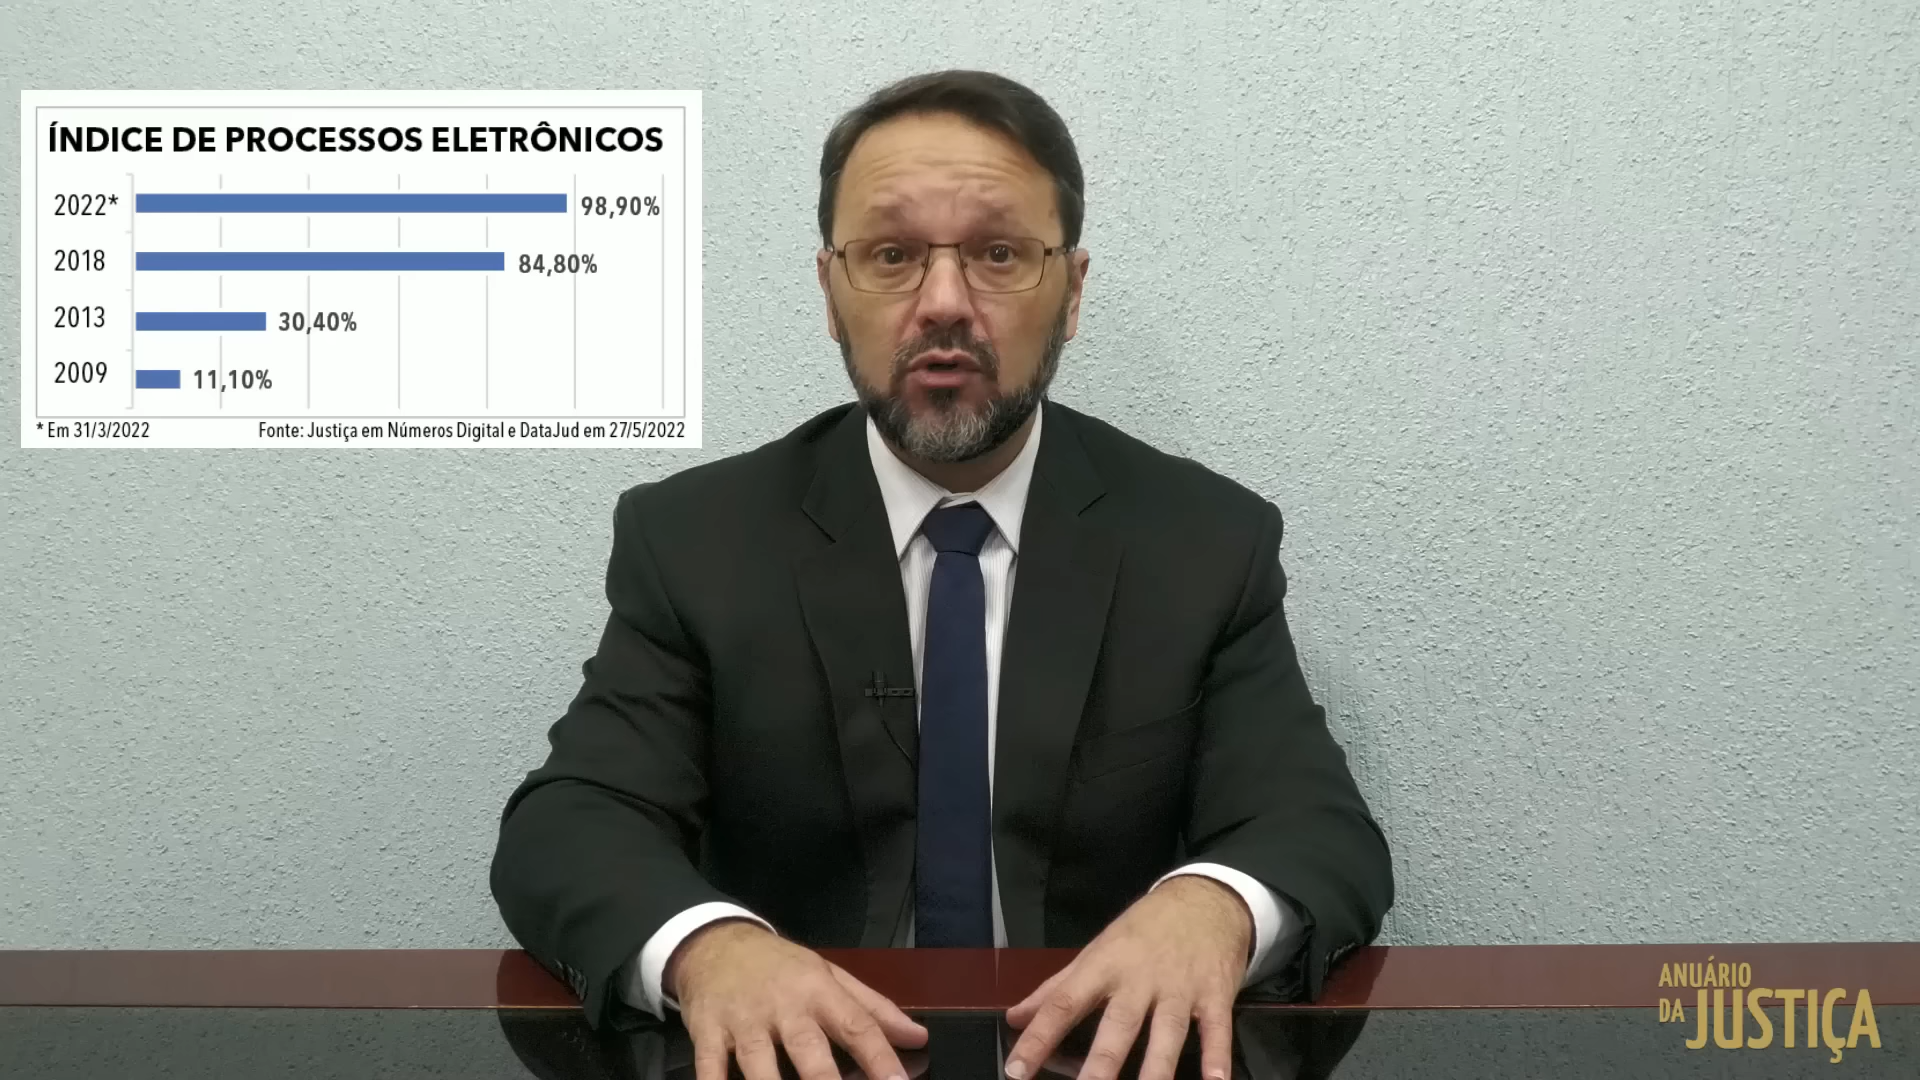 ÍNDICE DE PROCESSOS ELETRÔNICOS
2022* 98,90%
2018 84,80%
2013 30,40%
2009 11,10%
* Em 31/3/2022 Fonte: Justiça em Números Digital e DataJud em 27/5/2022
ANUÁRIO
DA JUSTIÇA